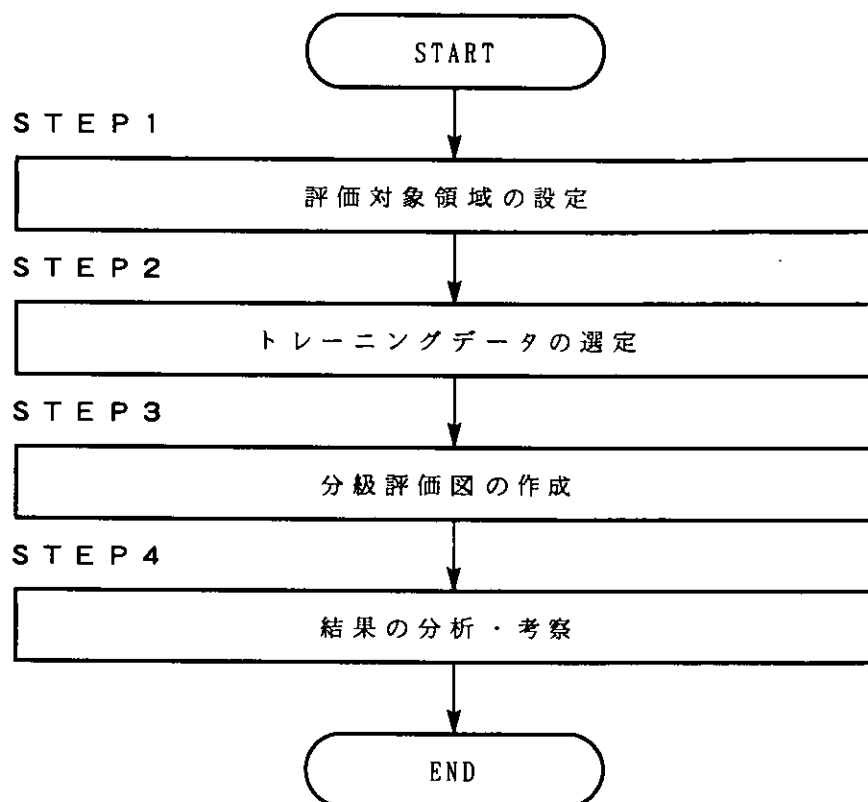 START
STEP1
評価対象領域の設定
STEP2
トレーニングデータの選定
STEP3
分級評価図の作成
STEP4
結果の分析・考察
END